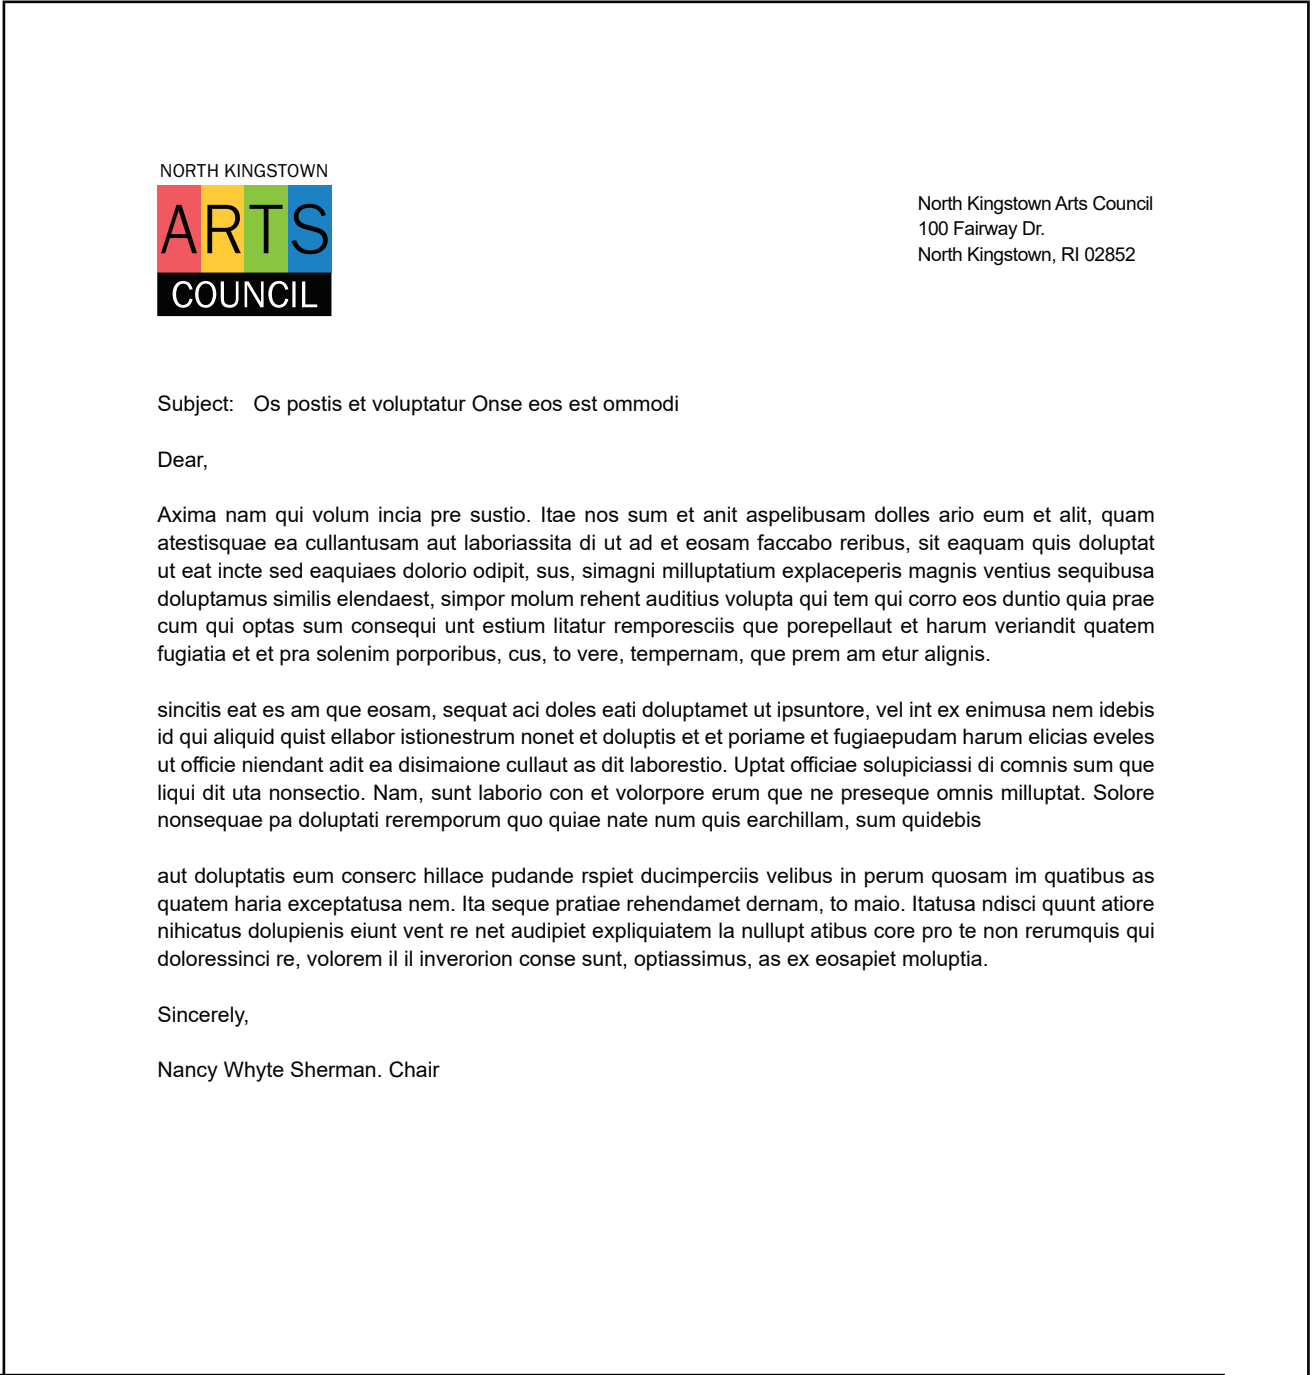 NORTH KINGSTOWN
ARTS
COUNCIL
North Kingstown Arts Council
100 Fairway Dr.
North Kingstown, RI 02852
Subject: Os postis et voluptatur Onse eos est ommodi
Dear,
Axima nam qui volum incia pre sustio. Itae nos sum et anit aspelibusam dolles ario eum et alit, quam
atestisquae ea cullantusam aut laboriassita di ut ad et eosam faccabo reribus, sit eaquam quis doluptat
ut eat incte sed eaquiaes dolorio odipit, sus, simagni milluptatium explaceperis magnis ventius sequibusa
doluptamus similis elendaest, simpor molum rehent auditius volupta qui tem qui corro eos duntio quia prae
cum qui optas sum consequi unt estium litatur remporesciis que porepellaut et harum veriandit quatem
fugiatia et et pra solenim porporibus, cus, to vere, tempernam, que prem am etur alignis.
sincitis eat es am que eosam, sequat aci doles eati doluptamet ut ipsuntore, vel int ex enimusa nem idebis
id qui aliquid quist ellabor istionestrum nonet et doluptis et et poriame et fugiaepudam harum elicias eveles
ut officie niendant adit ea disimaione cullaut as dit laborestio. Uptat officiae solupiciassi di comnis sum que
liqui dit uta nonsectio. Nam, sunt laborio con et volorpore erum que ne preseque omnis milluptat. Solore
nonsequae pa doluptati reremporum quo quiae nate num quis earchillam, sum quidebis
aut doluptatis eum conserc hillace pudande rspiet ducimperciis velibus in perum quosam im quatibus as
quatem haria exceptatusa nem. Ita seque pratiae rehendamet dernam, to maio. Itatusa ndisci quunt atiore
nihicatus dolupienis eiunt vent re net audipiet expliquiatem la nullupt atibus core pro te non rerumquis qui
doloressinci re, volorem il il inverorion conse sunt, optiassimus, as ex eosapiet moluptia.
Sincerely,
Nancy Whyte Sherman. Chair